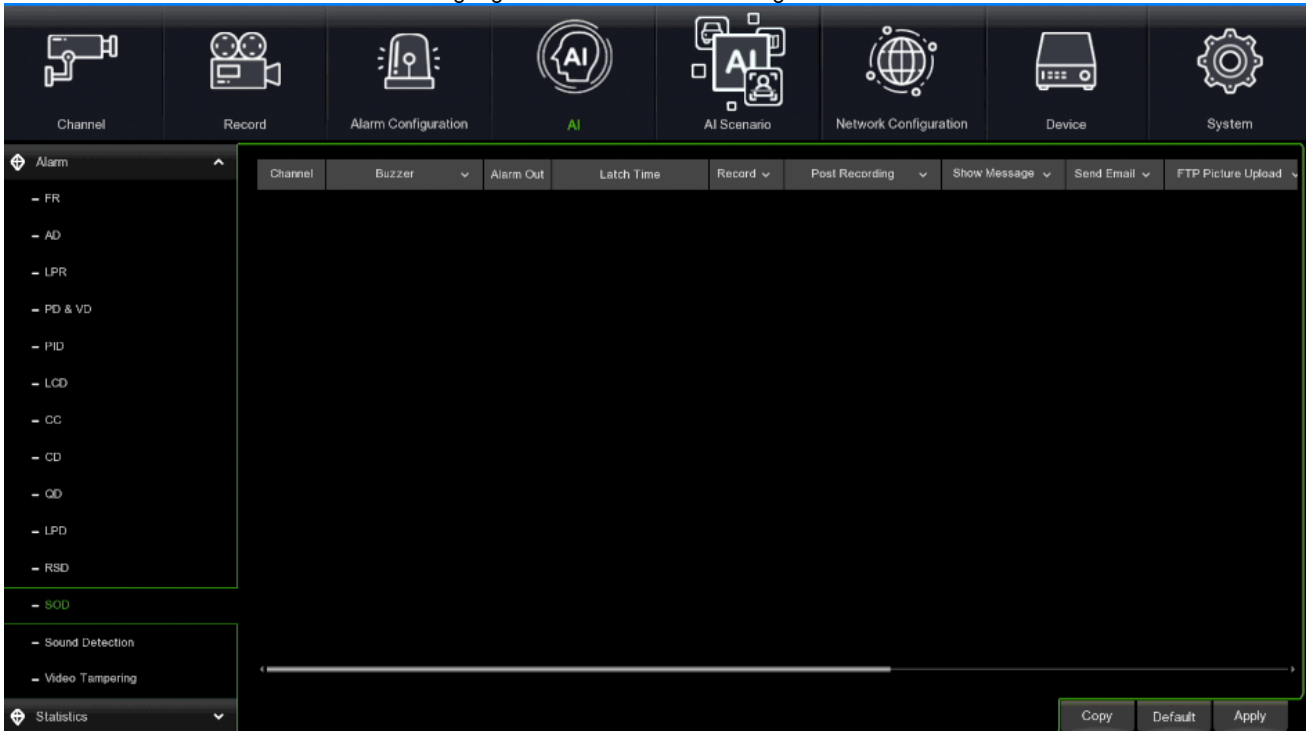 AI
AI
Channel
Record
Alarm Configuration
AI
AI Scenario
Network Configuration
Device
System
Alarm
Channel
Buzzer
Alarm Out
Latch Time
Record
Post Recording
Show Message
Send Email
FTP Picture Upload
– FR
– AD
– LPR
– PD & VD
– PID
– LCD
– CC
– CD
– QD
– LPD
– RSD
– SOD
– Sound Detection
– Video Tampering
Statistics
Copy
Default
Apply